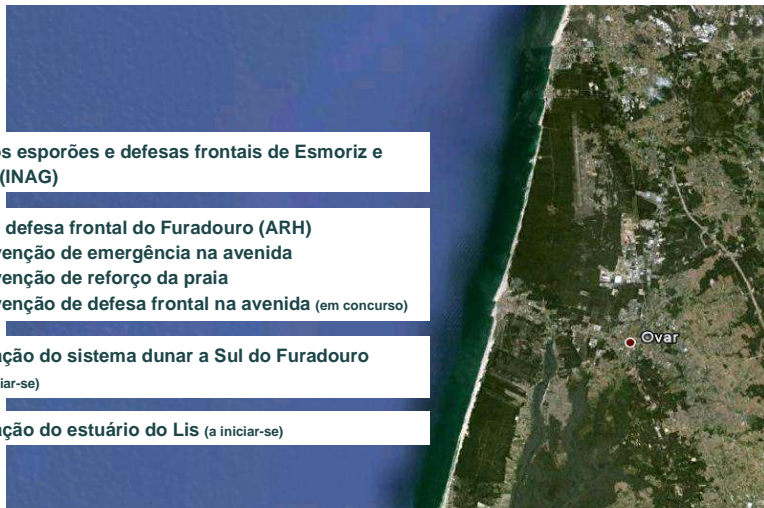 os esporões e defesas frontais de Esmoriz e
(INAG)
defesa frontal do Furadouro (ARH)
venção de emergência na avenida
venção de reforço da praia
venção de defesa frontal na avenida (em concurso)
ação do sistema dunar a Sul do Furadouro
iar-se)
ação do estuário do Lis (a iniciar-se)
Ovar